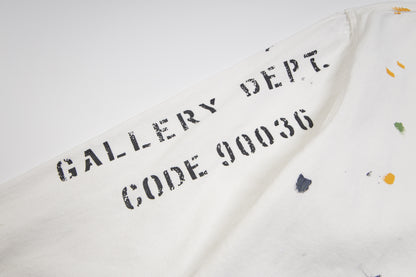 GALLERY DEPT.
CODE 90036